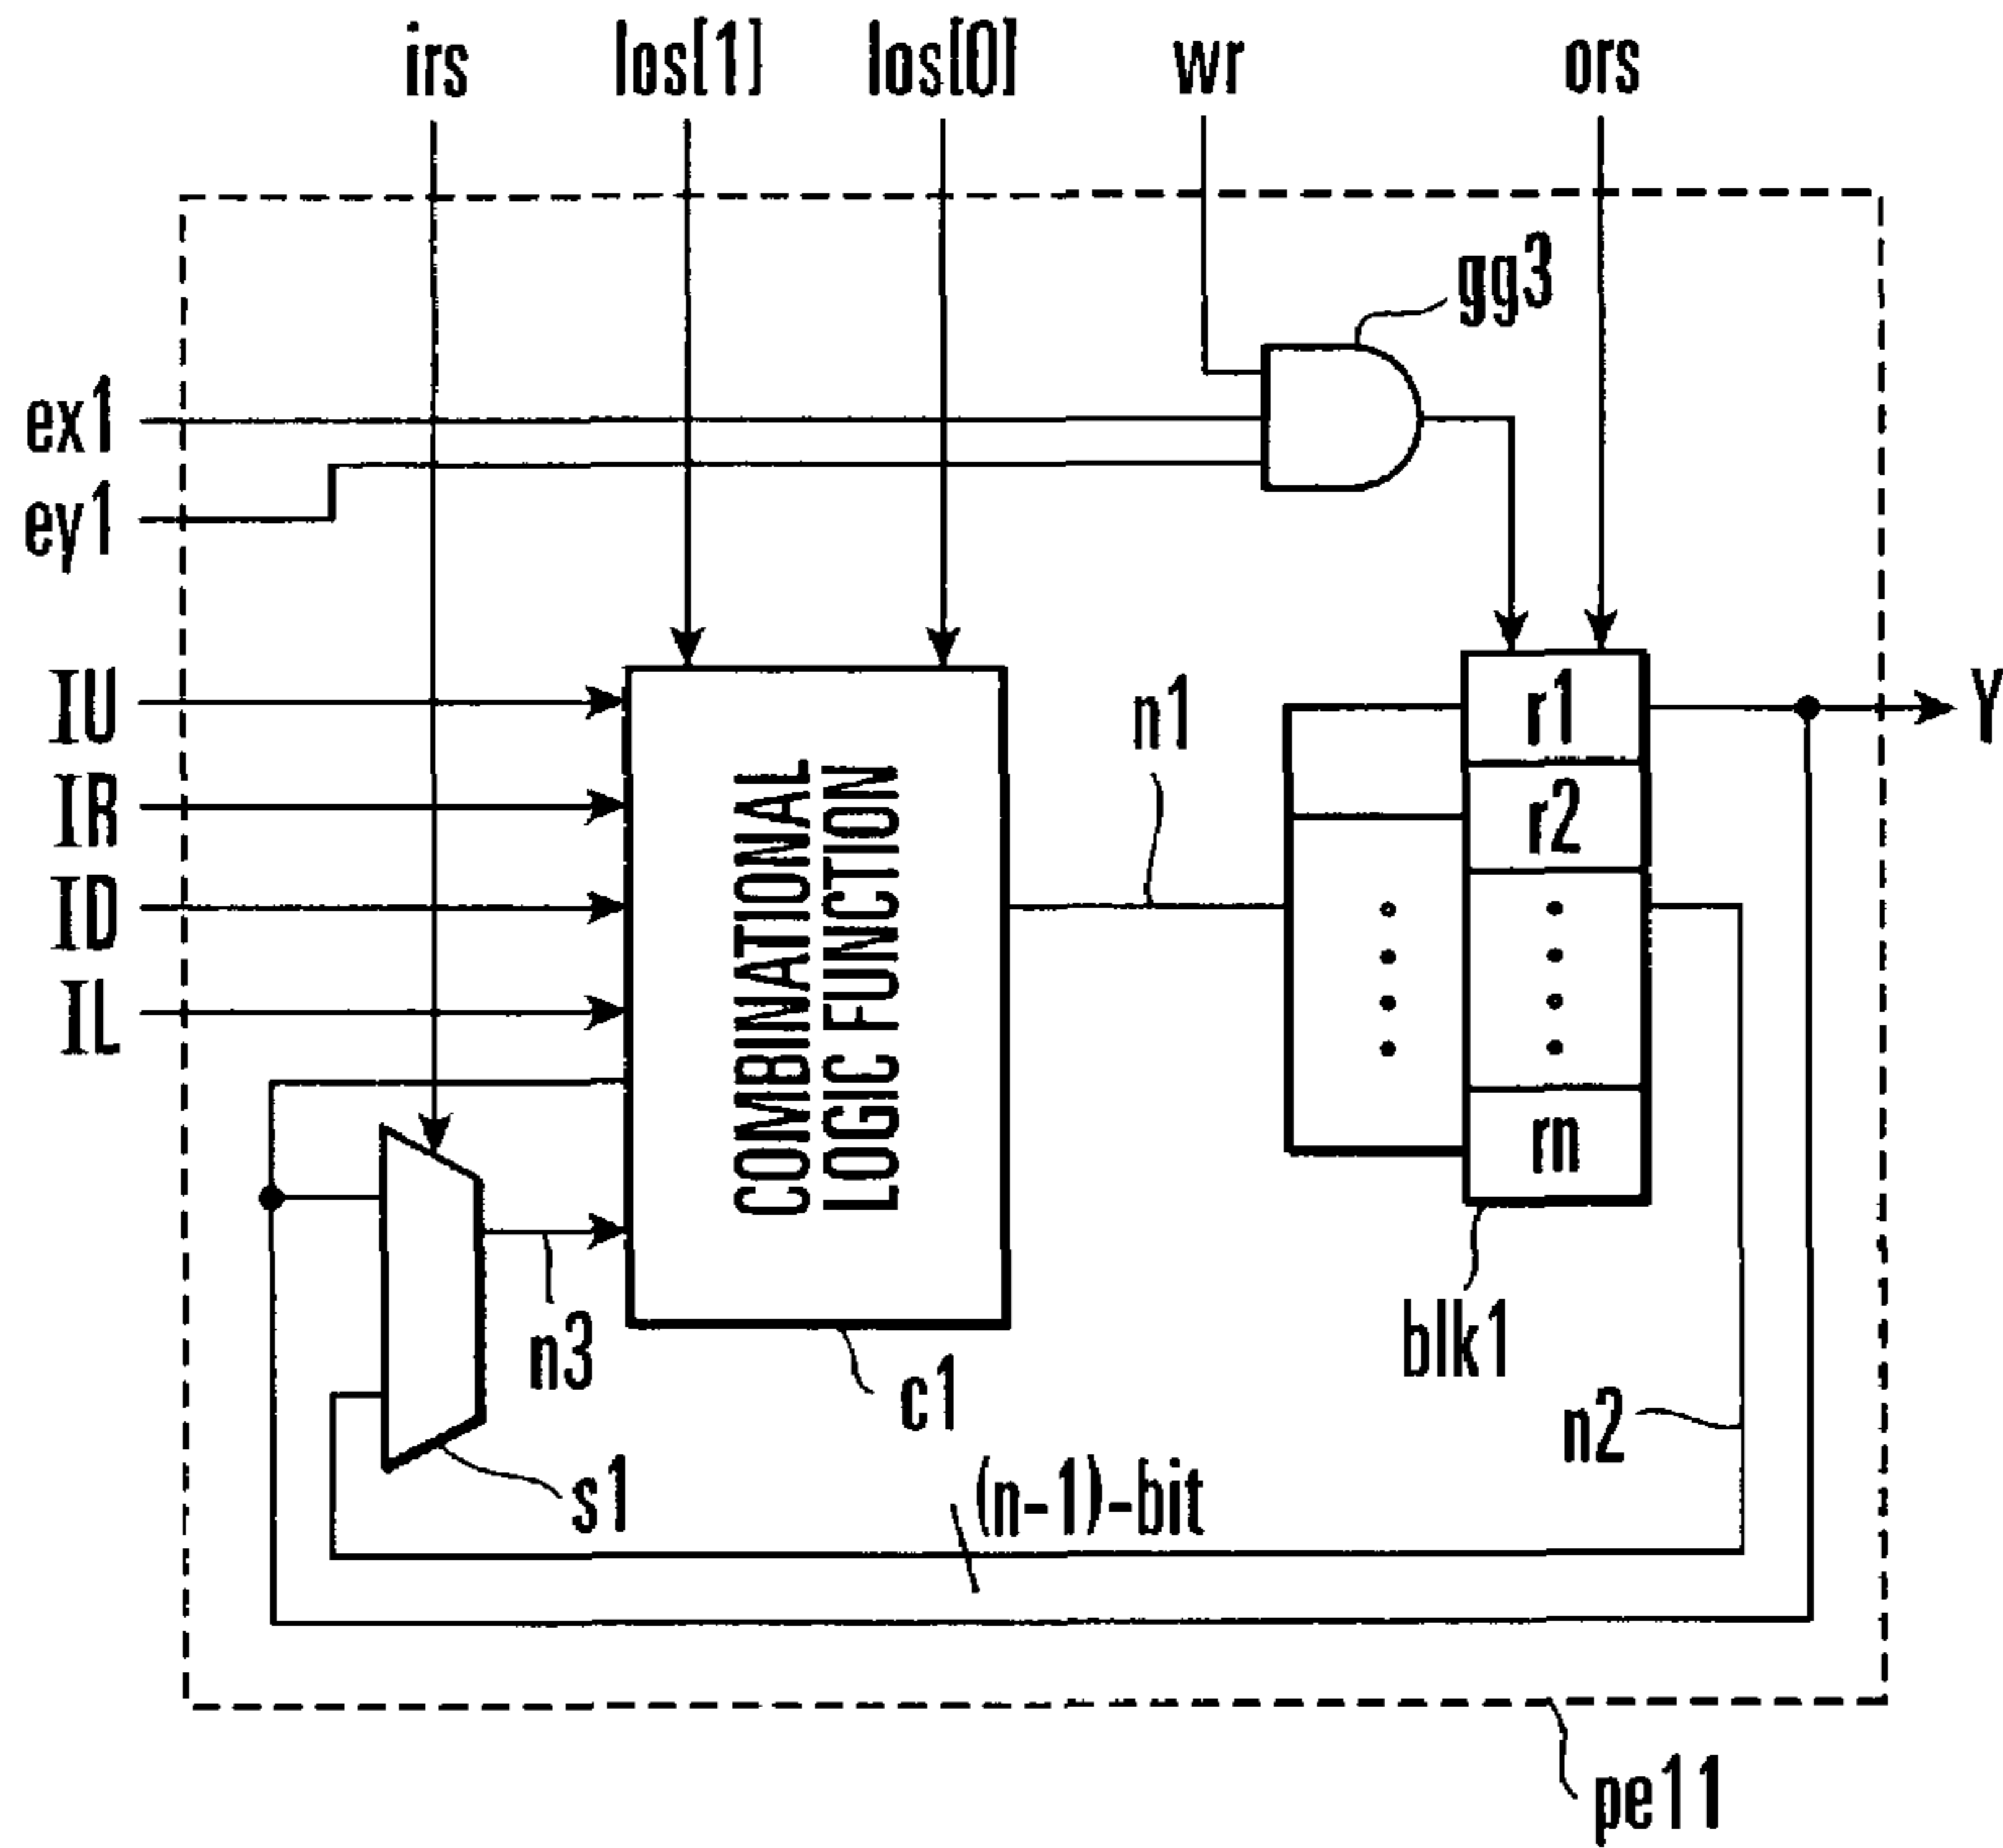 irs
los[1]
los[0]
wr
ors
gg3
ex1
ey1
IU
IR
ID
IL
COMBINATIONAL
LOGIC FUNCTION
n1
r1
r2
rn
Y
n3
c1
blk1
n2
s1
(n-1)-bit
pe11